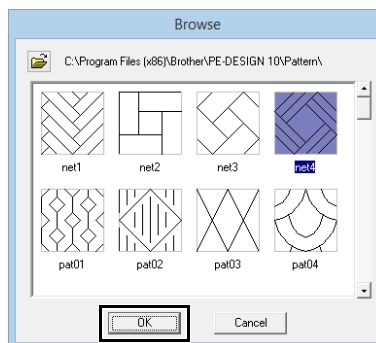 Browse
C:\Program Files (x86)\Brother\PE-DESIGN 10\Pattern\
net1 net2 net3 net4
pat01 pat02 pat03 pat04
OK Cancel